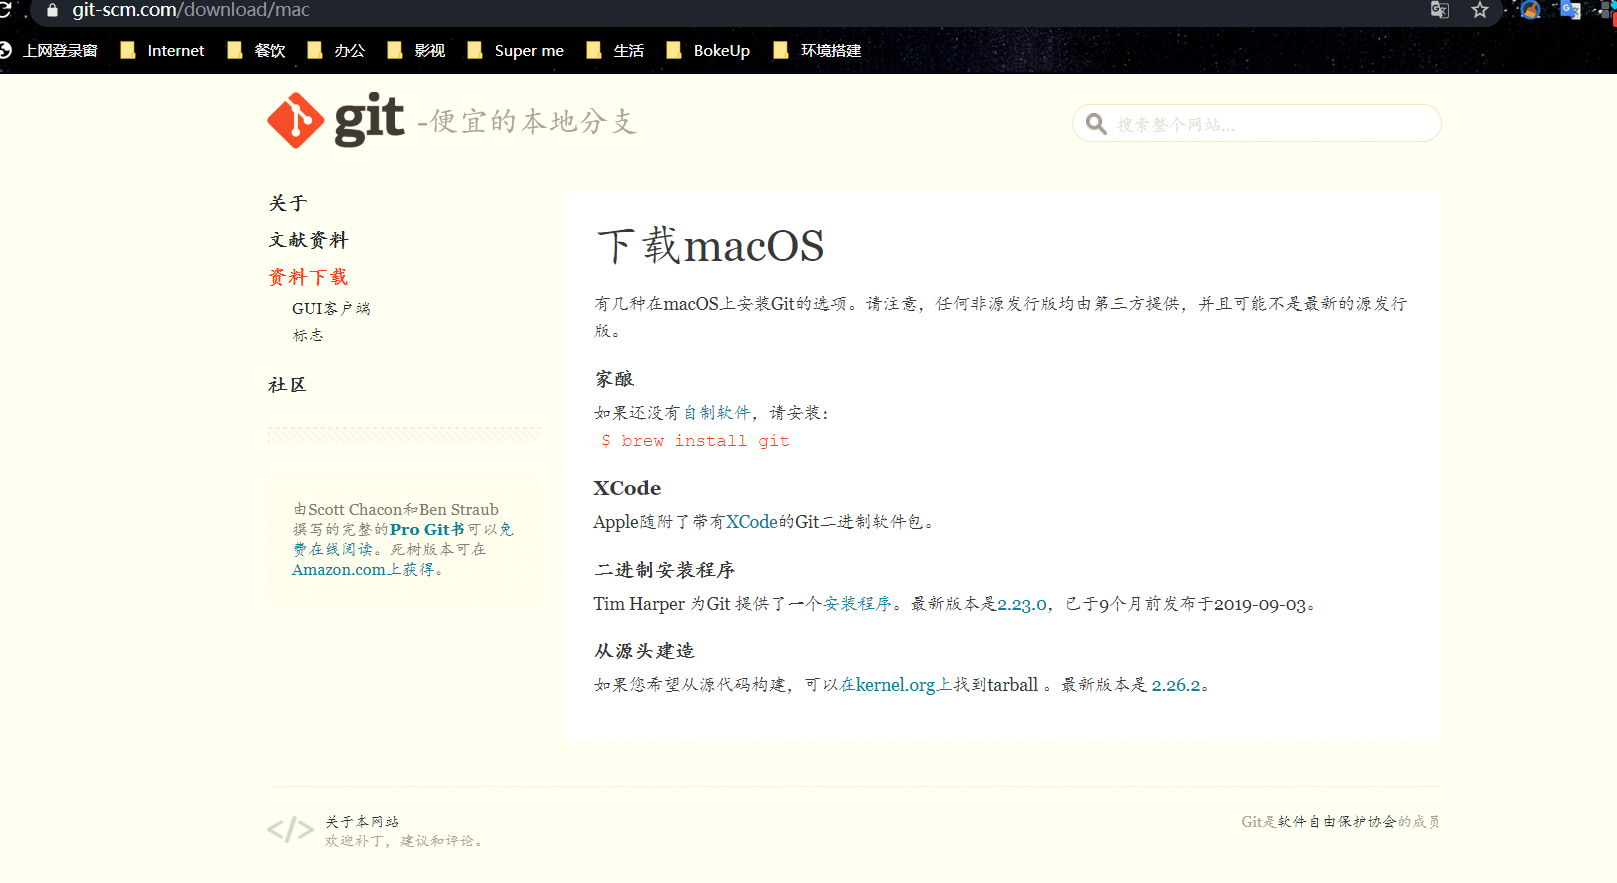 git-scm.com/download/mac
上网登录窗 Internet 餐饮 办公 影视 Super me 生活 BokeUp 环境搭建
git -便宜的本地分支
搜索整个网站...
关于
文献资料
资料下载
GUI客户端
标志
社区
由Scott Chacon和Ben Straub
撰写的完整的Pro Git书可以免
费在线阅读。死树版本可在
Amazon.com上获得。
下载macOS
有几种在macOS上安装Git的选项。请注意，任何非源发行版均由第三方提供，并且可能不是最新的源发行
版。
家酿
如果还没有自制软件，请安装：
$ brew install git
XCode
Apple随附了带有XCode的Git二进制软件包。
二进制安装程序
Tim Harper 为Git 提供了一个安装程序。最新版本是2.23.0，已于9个月前发布于2019-09-03。
从源头建造
如果您希望从源代码构建，可以在kernel.org上找到tarball 。最新版本是 2.26.2。
</> 关于本网站
欢迎补丁，建议和评论。
Git是软件自由保护协会的成员